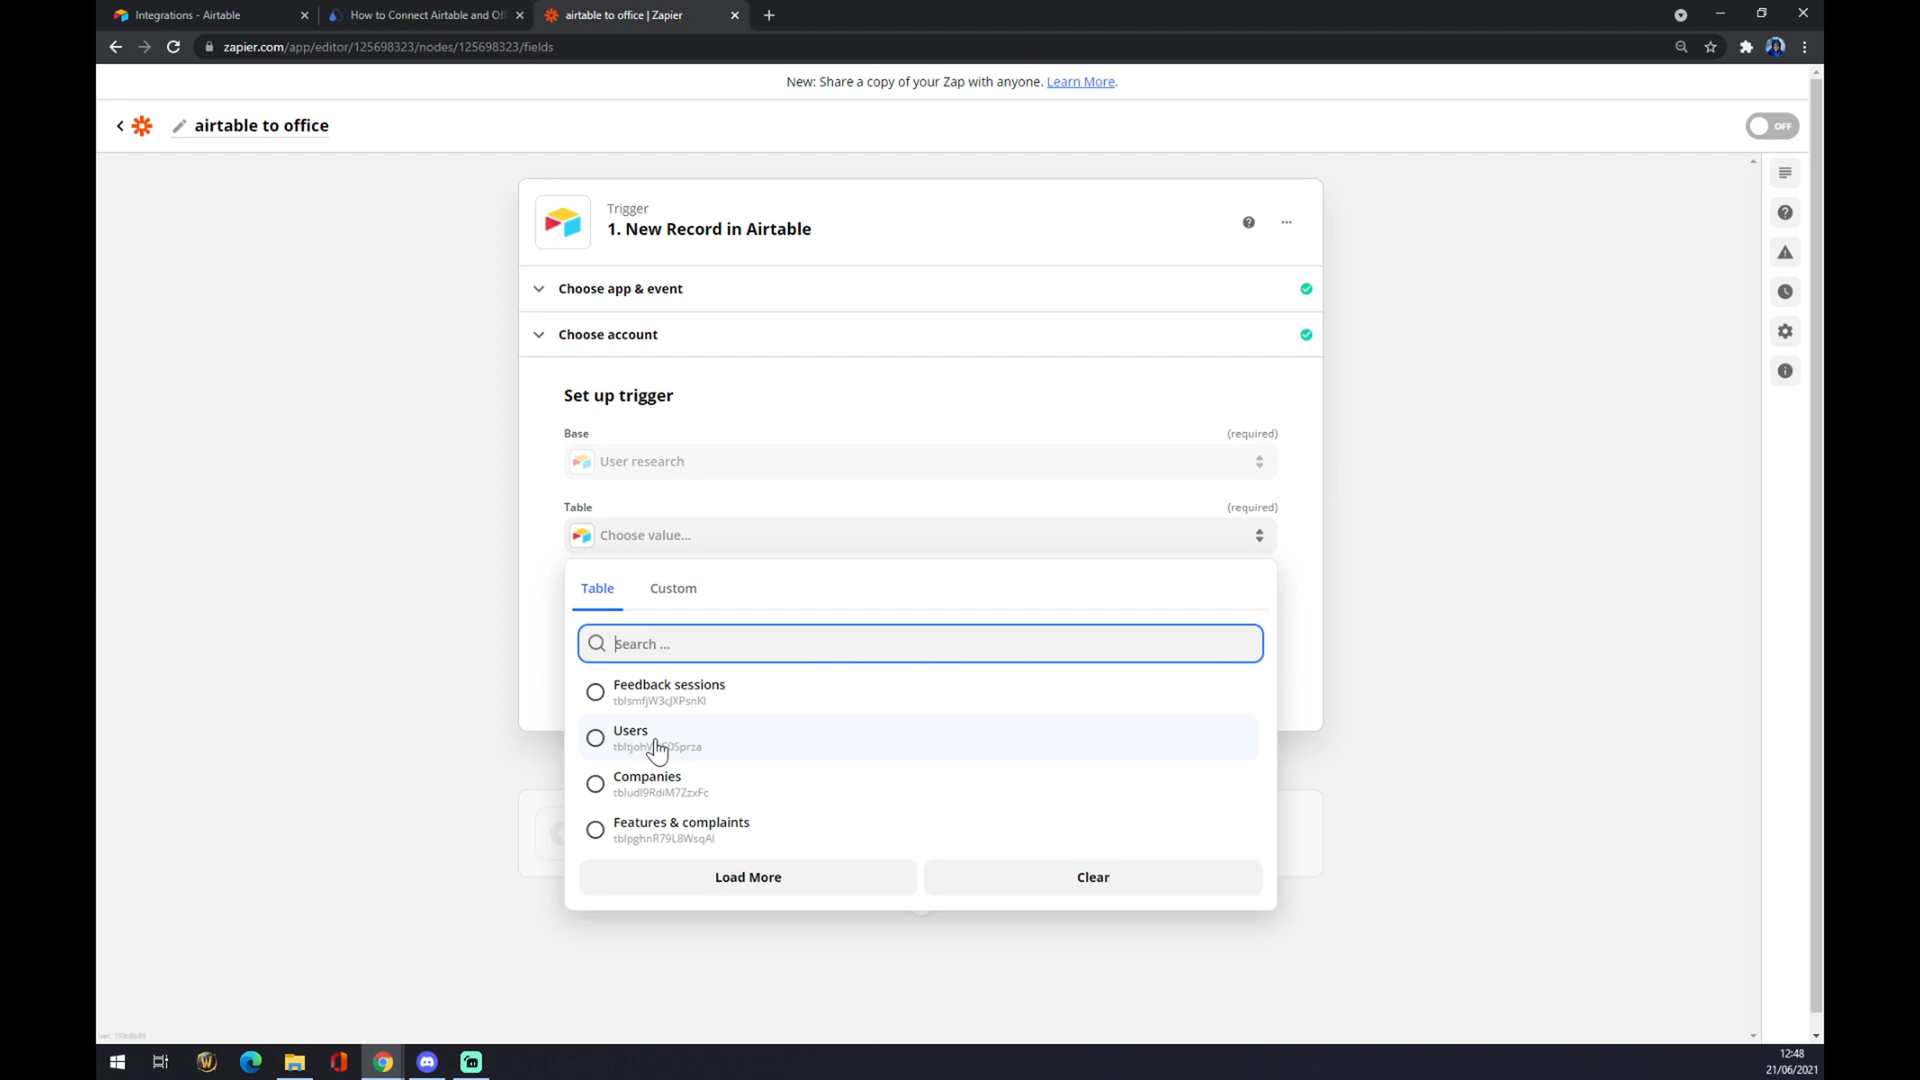 Integrations - Airtable
How to Connect Airtable and Of
airtable to office | Zapier
zapier.com/app/editor/125698323/nodes/125698323/fields
New: Share a copy of your Zap with anyone. Learn More.
airtable to office
OFF
Trigger
1. New Record in Airtable
Choose app & event
Choose account
Set up trigger
Base
(required)
User research
Table
(required)
Choose value...
Table
Custom
Search ...
Feedback sessions
Users
Companies
Features & complaints
Load More
Clear
12:48
21/06/2021